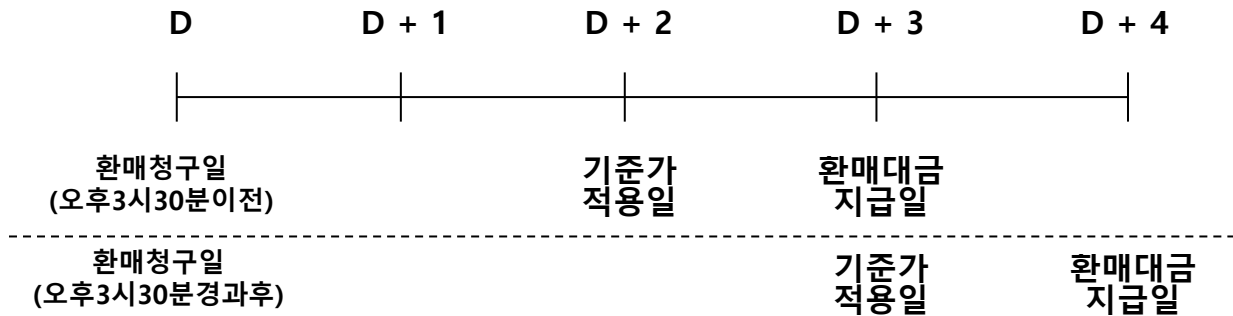 D D + 1 D + 2 D + 3 D + 4
환매청구일
(오후3시30분이전)
기준가
적용일
환매대금
지급일
환매청구일
(오후3시30분경과후)
기준가
적용일
환매대금
지급일